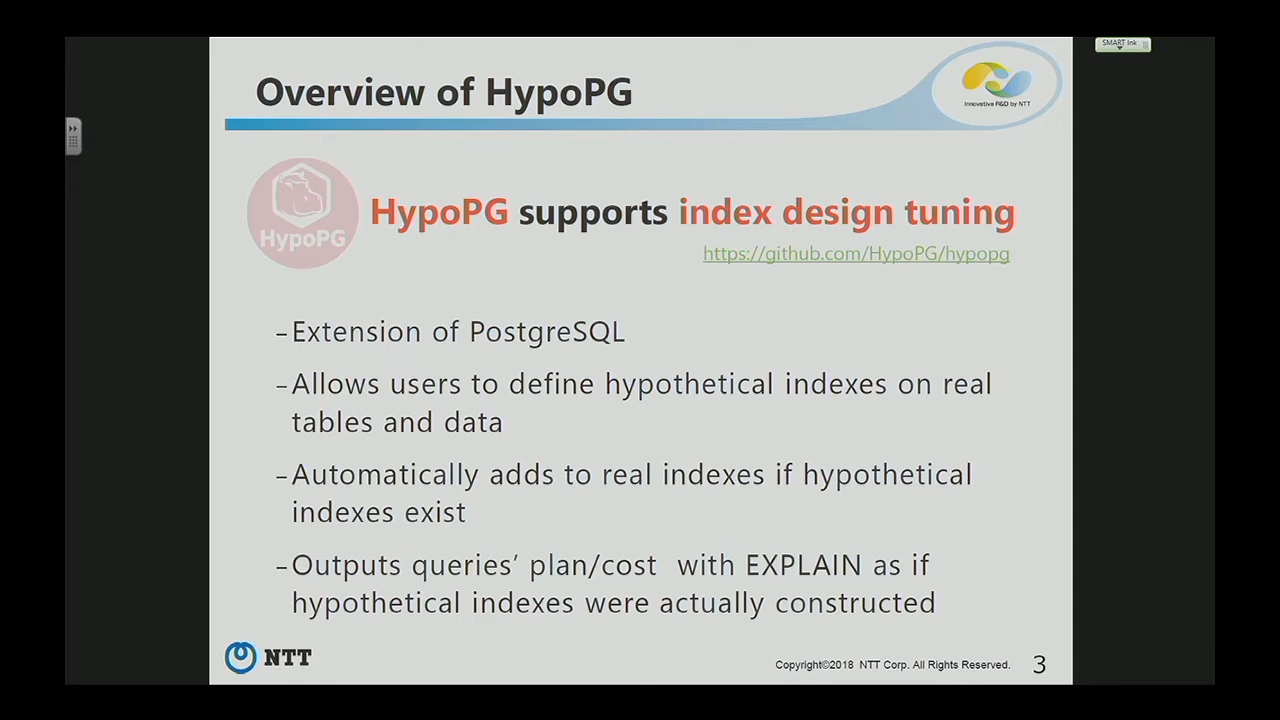 SMART Ink
Overview of HypoPG
Innovative R&D by NTT
HypoPG
HypoPG supports index design tuning
https://github.com/HypoPG/hypopg
–Extension of PostgreSQL
–Allows users to define hypothetical indexes on real
tables and data
–Automatically adds to real indexes if hypothetical
indexes exist
–Outputs queries’ plan/cost with EXPLAIN as if
hypothetical indexes were actually constructed
NTT
Copyright©2018 NTT Corp. All Rights Reserved.
3